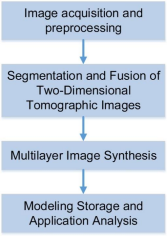 Image acquisition and
preprocessing
Segmentation and Fusion of
Two-Dimensional
Tomographic Images
Multilayer Image Synthesis
Modeling Storage and
Application Analysis